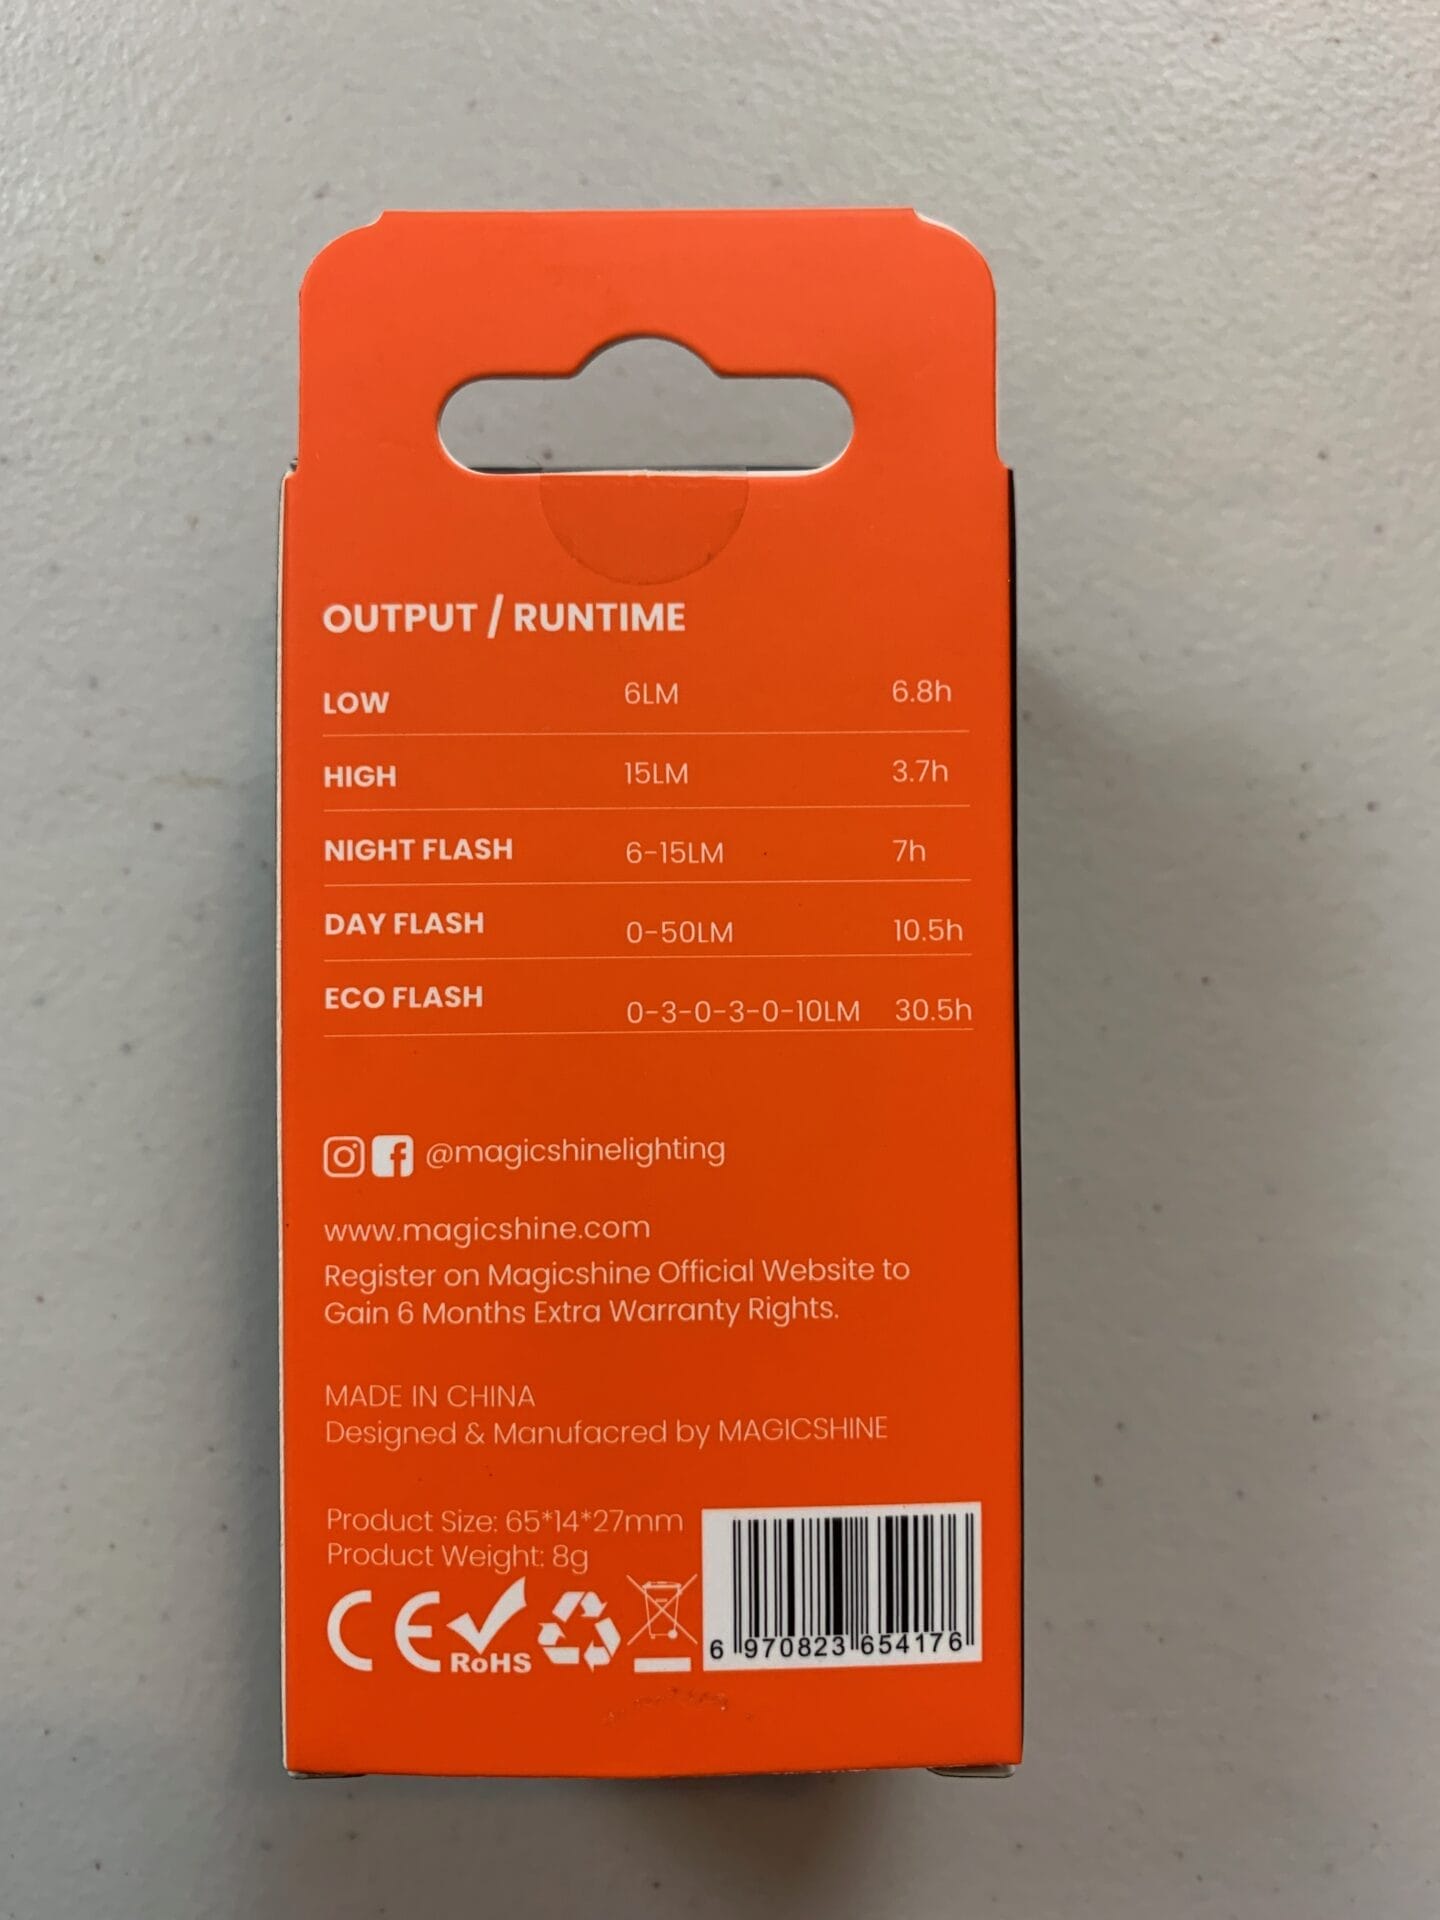 OUTPUT / RUNTIME
LOW 6LM 6.8h
HIGH 15LM 3.7h
NIGHT FLASH 6-15LM 7h
DAY FLASH 0-50LM 10.5h
ECO FLASH 0-3-0-3-0-10LM 30.5h
@magicshinelighting
www.magicshine.com
Register on Magicshine Official Website to
Gain 6 Months Extra Warranty Rights.
MADE IN CHINA
Designed & Manufacred by MAGICSHINE
Product Size: 65*14*27mm
Product Weight: 8g
CE RoHS
6 970823 654176